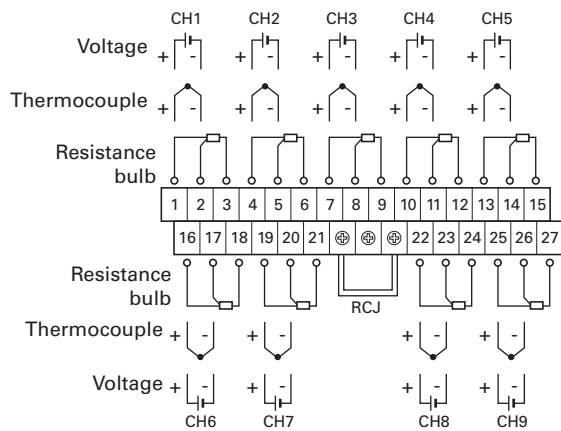 CH1 CH2 CH3 CH4 CH5
Voltage + - + - + - + - + -
Thermocouple + - + - + - + - + -
Resistance
bulb
1 2 3 4 5 6 7 8 9 10 11 12 13 14 15
16 17 18 19 20 21 22 23 24 25 26 27
Resistance
bulb
RCJ
Thermocouple + - + - + - + -
Voltage + - + - + - + -
CH6 CH7 CH8 CH9